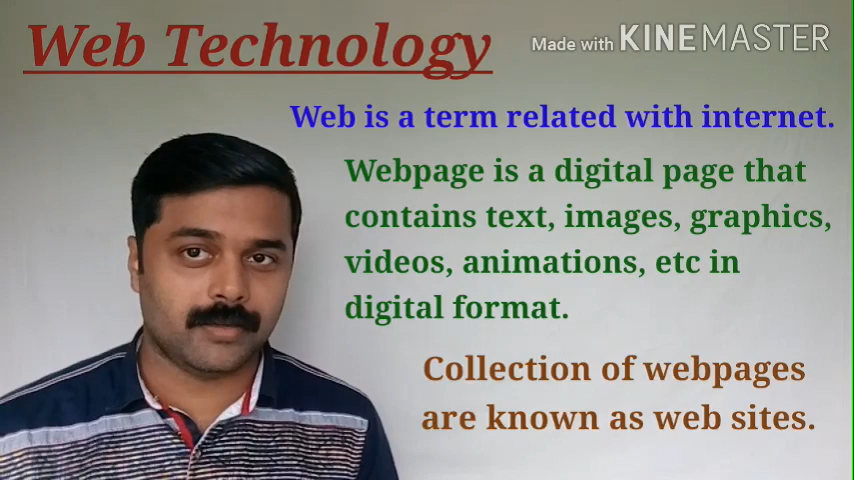 Web Technology
Made with KINEMASTER
Web is a term related with internet.
Webpage is a digital page that
contains text, images, graphics,
videos, animations, etc in
digital format.
Collection of webpages
are known as web sites.